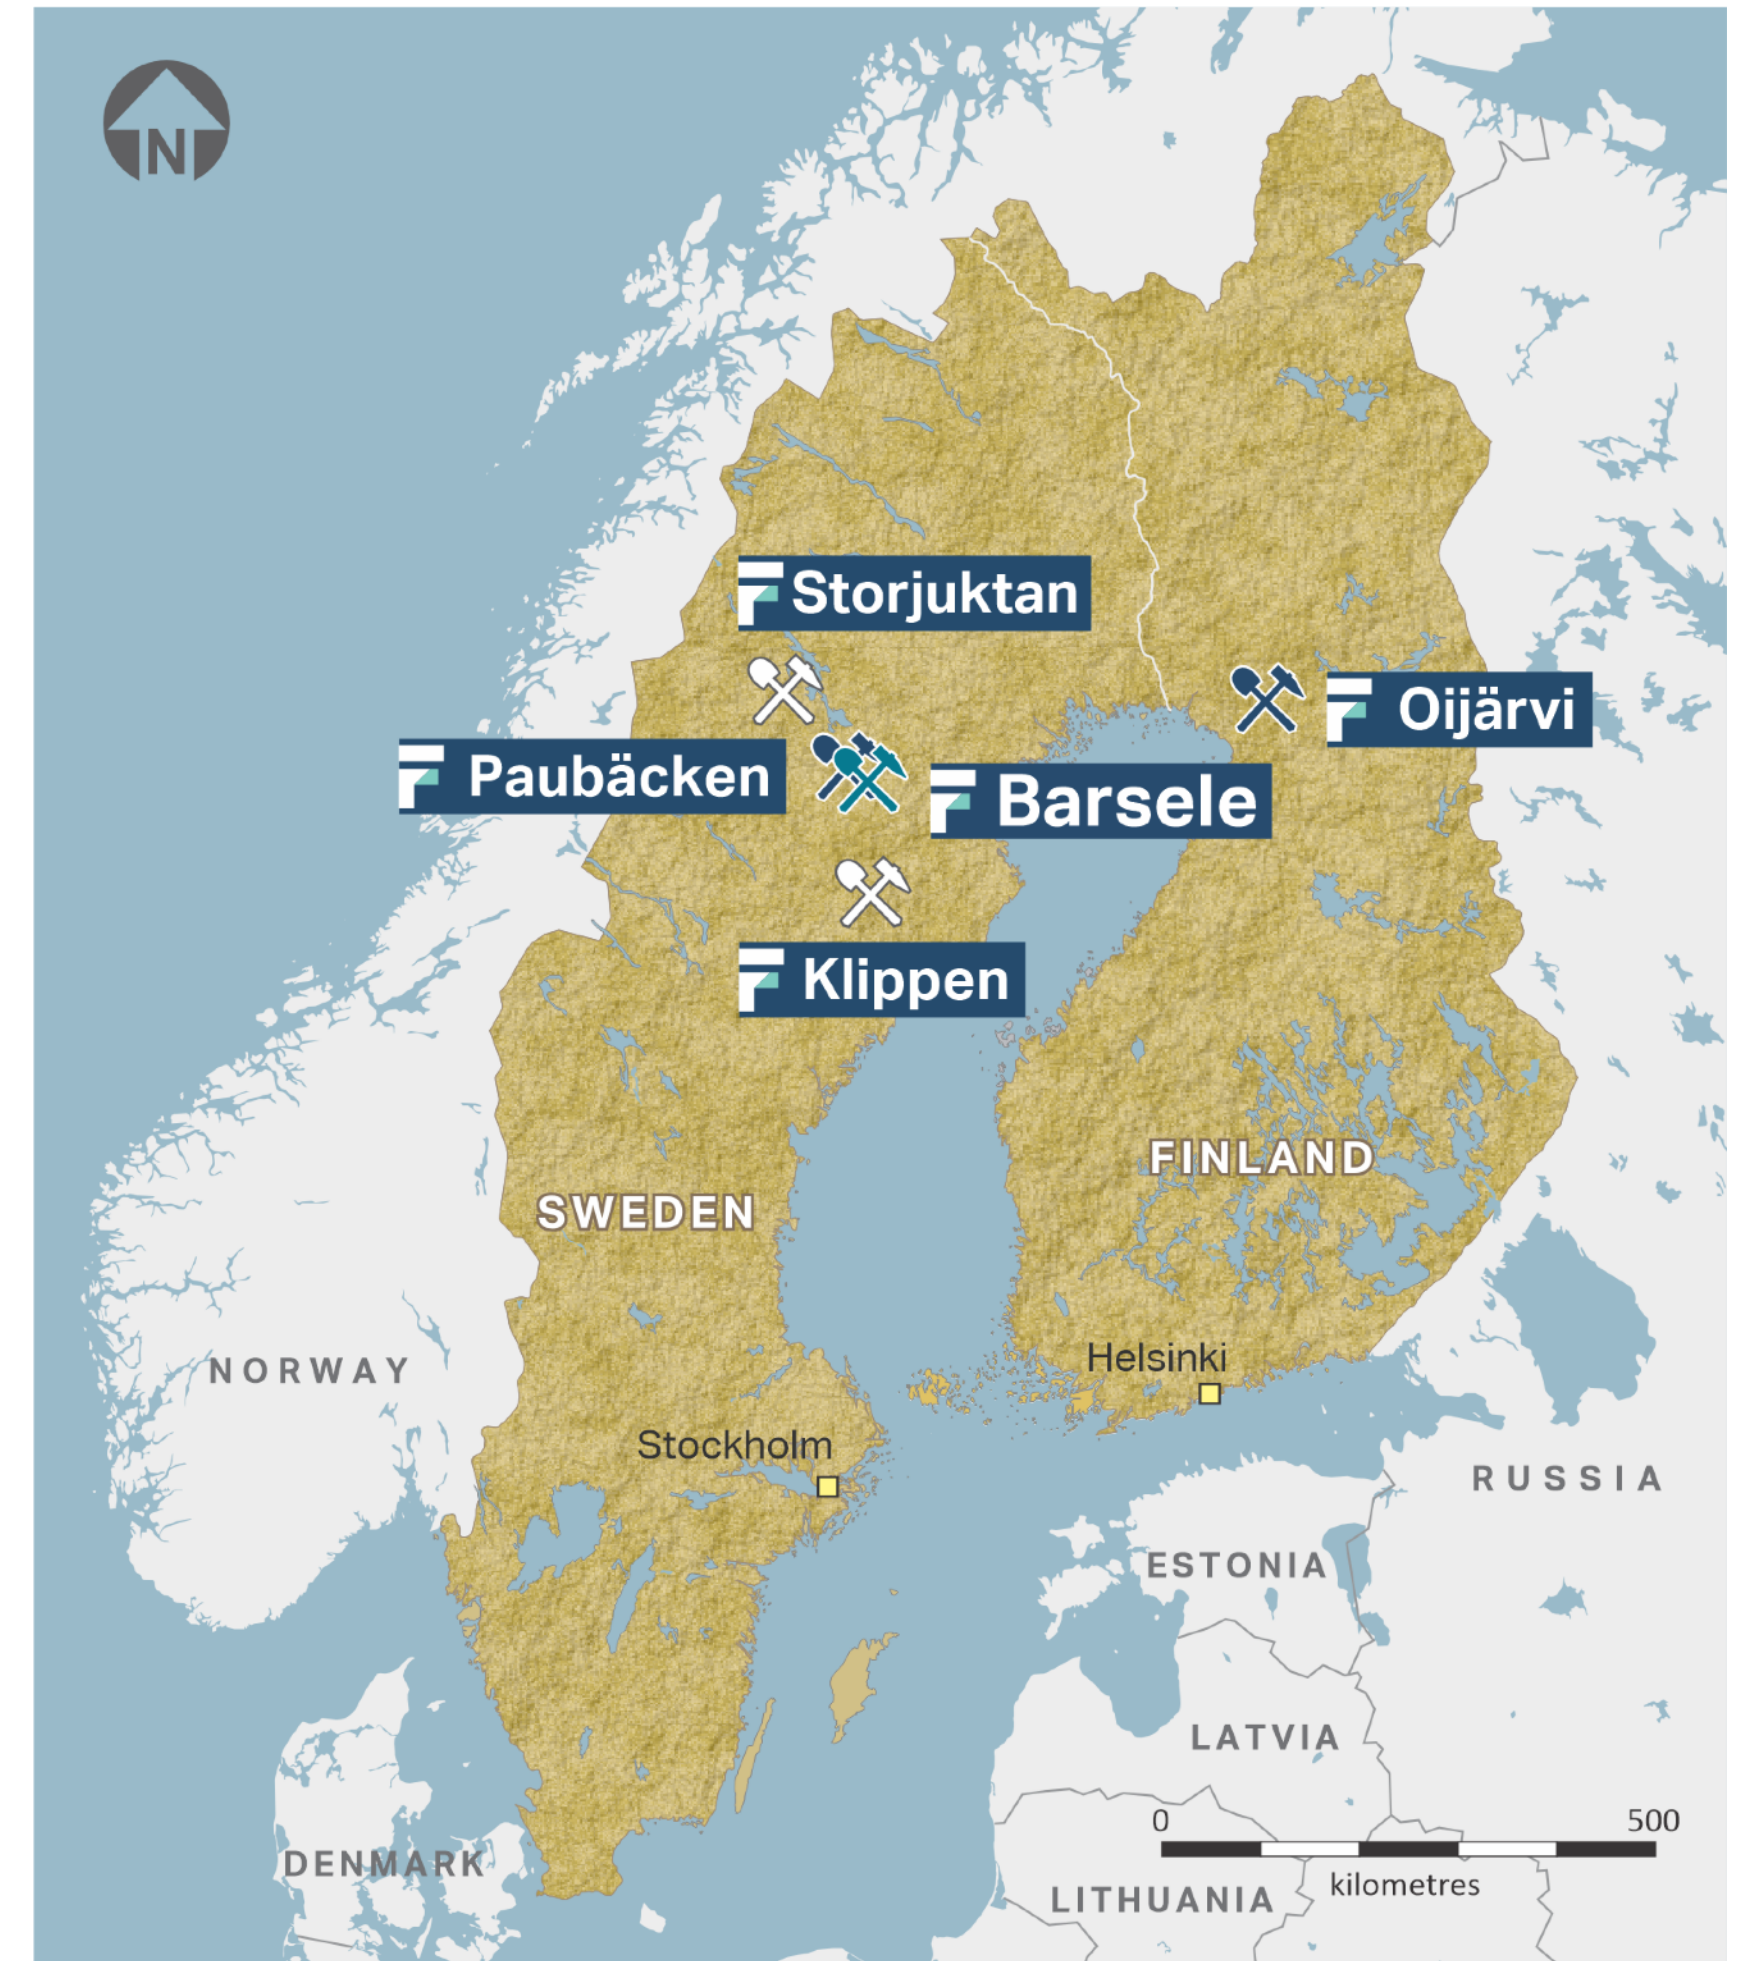 N
Storjuktan
Oijärvi
Paubäcken
Barsele
Klippen
FINLAND
SWEDEN
Helsinki
NORWAY
Stockholm
RUSSIA
ESTONIA
LATVIA
0 500
DENMARK
kilometres
LITHUANIA